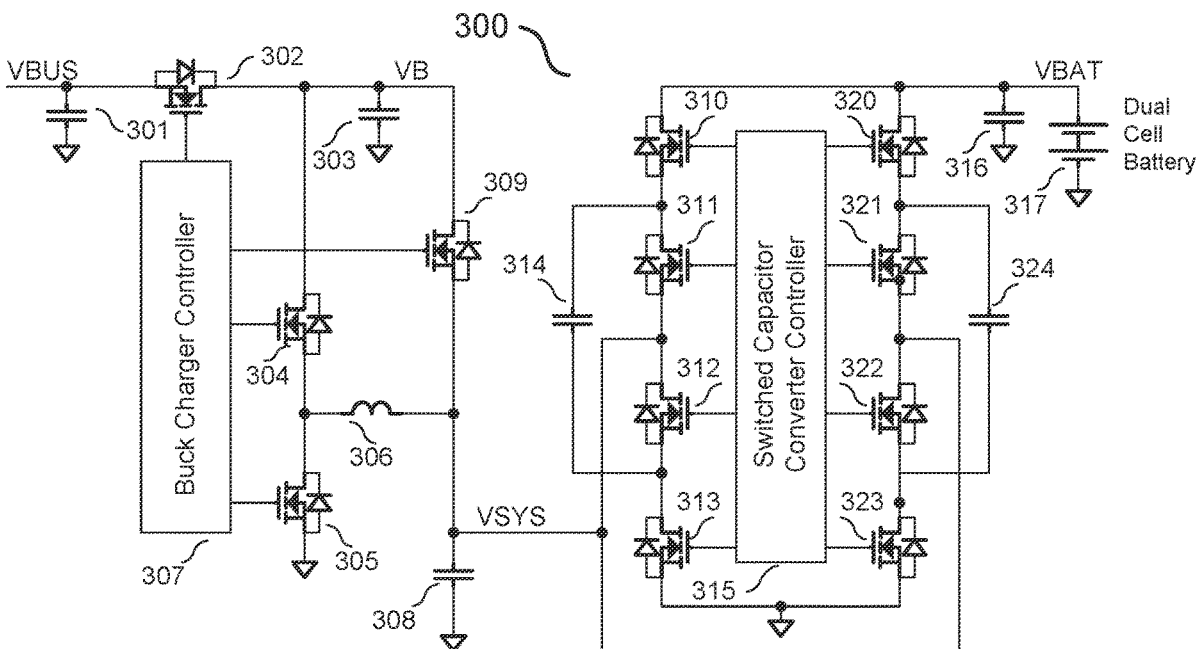 300
302
VBUS
VB
VBAT
301
303
310
320
316
Dual
Cell
Battery
317
309
311
321
314
324
Buck Charger Controller
304
312
322
Switched Capacitor
Converter Controller
306
VSYS
313
323
305
307
308
315